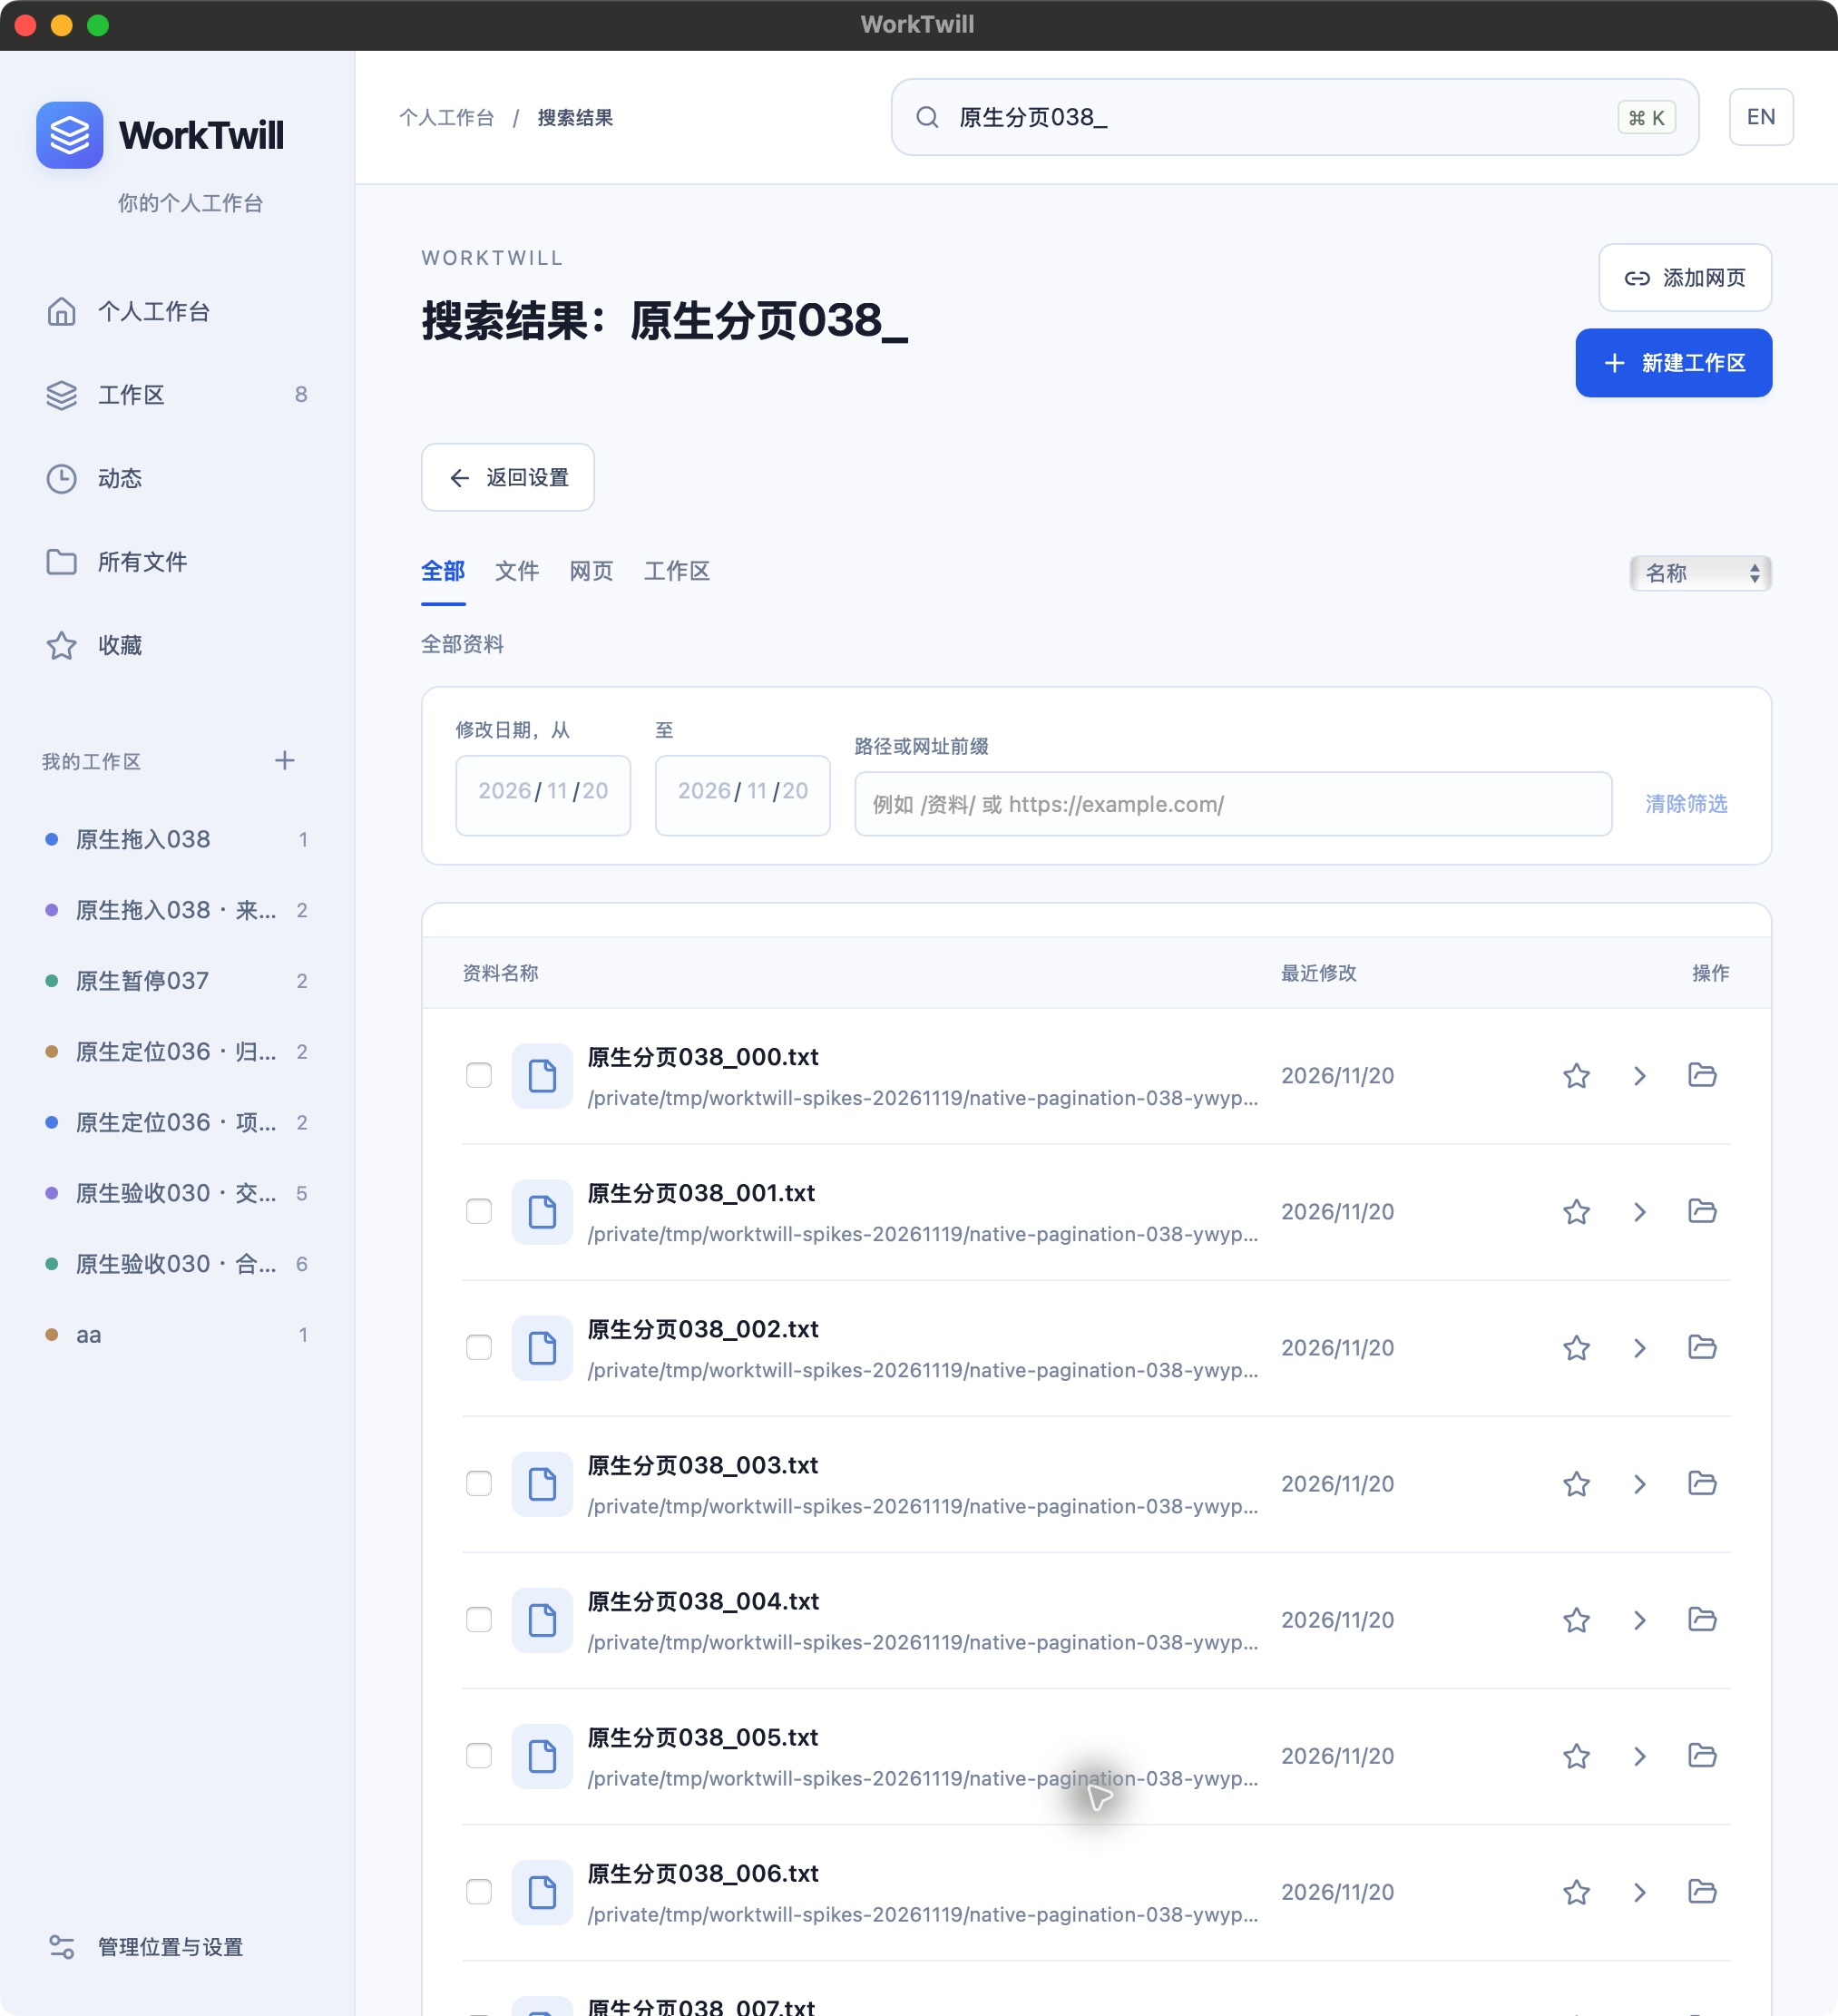 WorkTwill
WorkTwill
你的个人工作台
个人工作台
工作区 8
动态
所有文件
收藏
我的工作区
原生拖入038 1
原生拖入038 · 来... 2
原生暂停037 2
原生定位036 · 归... 2
原生定位036 · 项... 2
原生验收030 · 交... 5
原生验收030 · 合... 6
aa 1
管理位置与设置
个人工作台 / 搜索结果
原生分页038_ ⌘ K
EN
WORKTWILL
搜索结果：原生分页038_
添加网页
新建工作区
返回设置
全部 文件 网页 工作区
名称
全部资料
修改日期，从 至 路径或网址前缀
2026/11/20 2026/11/20 例如 /资料/ 或 https://example.com/ 清除筛选
资料名称 最近修改 操作
原生分页038_000.txt
/private/tmp/worktwill-spikes-20261119/native-pagination-038-ywyp... 2026/11/20
原生分页038_001.txt
/private/tmp/worktwill-spikes-20261119/native-pagination-038-ywyp... 2026/11/20
原生分页038_002.txt
/private/tmp/worktwill-spikes-20261119/native-pagination-038-ywyp... 2026/11/20
原生分页038_003.txt
/private/tmp/worktwill-spikes-20261119/native-pagination-038-ywyp... 2026/11/20
原生分页038_004.txt
/private/tmp/worktwill-spikes-20261119/native-pagination-038-ywyp... 2026/11/20
原生分页038_005.txt
/private/tmp/worktwill-spikes-20261119/native-pagination-038-ywyp... 2026/11/20
原生分页038_006.txt
/private/tmp/worktwill-spikes-20261119/native-pagination-038-ywyp... 2026/11/20
原生分页038_007.txt